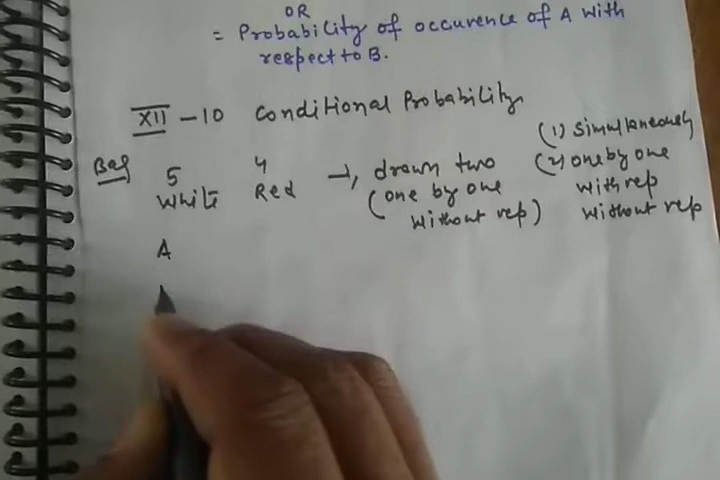 OR
= Probability of occurence of A with
respect to B.
XII - 10 Conditional Probability
Bag 5 4 →, drawn two
White Red (one by one
without rep)
(1) simultaneously
(2) one by one
with rep
without rep
A